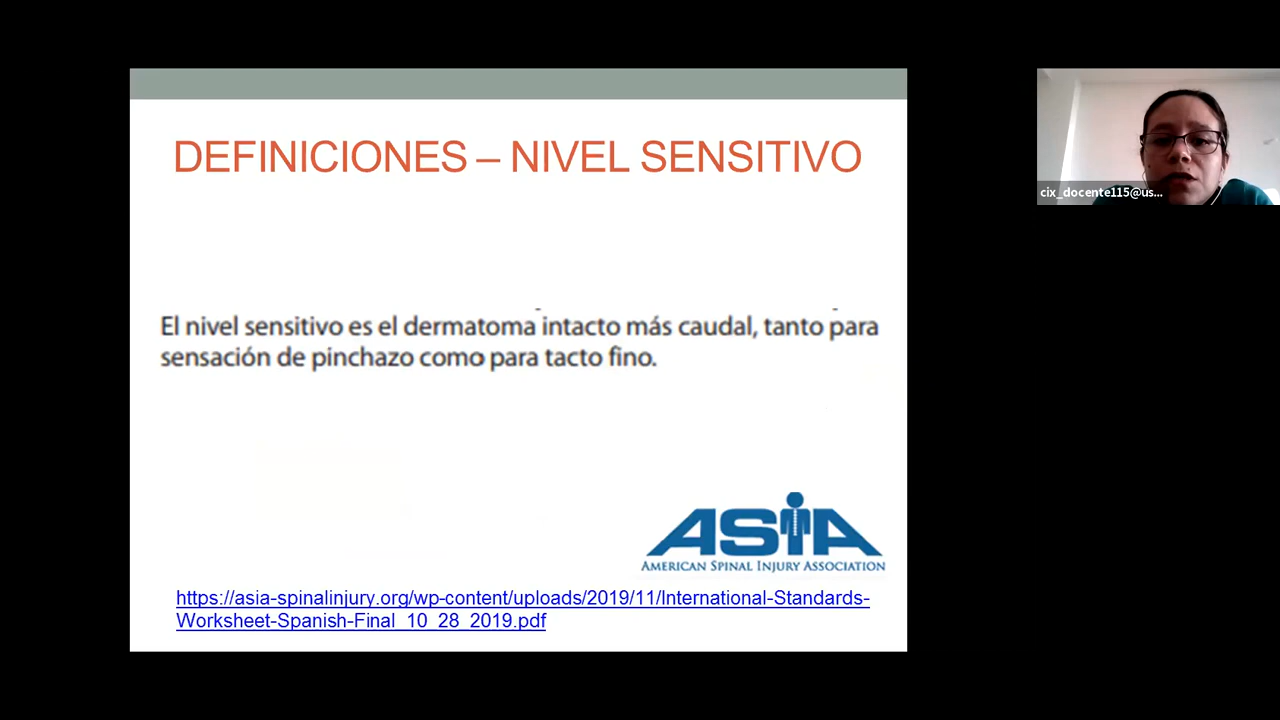 DEFINICIONES – NIVEL SENSITIVO
cix_docente115@us...
El nivel sensitivo es el dermatoma intacto más caudal, tanto para
sensación de pinchazo como para tacto fino.
ASIA
AMERICAN SPINAL INJURY ASSOCIATION
https://asia-spinalinjury.org/wp-content/uploads/2019/11/International-Standards-
Worksheet-Spanish-Final_10_28_2019.pdf